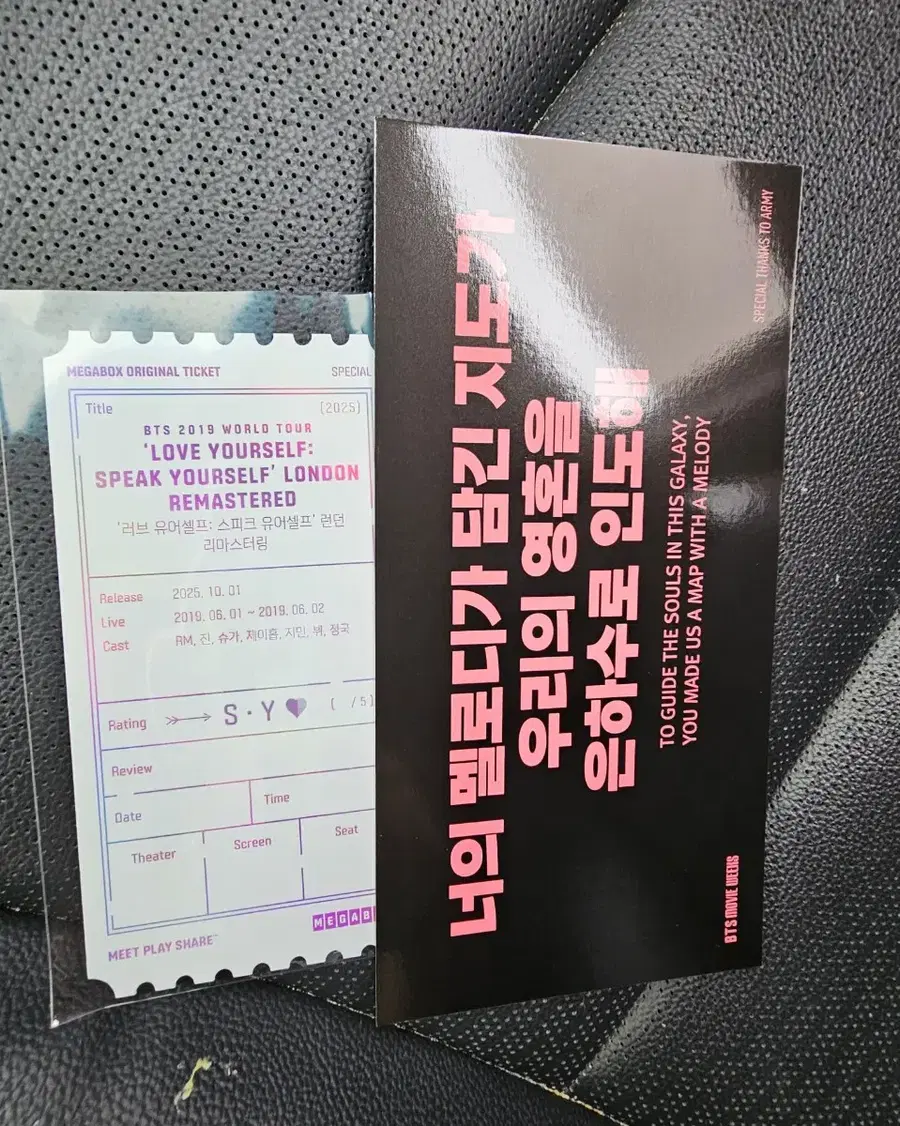 MEGABOX ORIGINAL TICKET
SPECIAL
Title
(2025)
BTS 2019 WORLD TOUR
'LOVE YOURSELF:
SPEAK YOURSELF' LONDON
REMASTERED
'러브 유어셀프: 스피크 유어셀프' 런던
리마스터링
Release 2025. 10. 01
Live 2019. 06. 01 ~ 2019. 06. 02
Cast RM, 진, 슈가, 제이홉, 지민, 뷔, 정국
Rating S·Y ( /5)
Review
Date
Time
Theater
Screen
Seat
MEGAB
MEET PLAY SHARE™
너의 멜로디가 담긴 지도가
우리의 영혼을
은하수로 인도해
TO GUIDE THE SOULS IN THIS GALAXY,
YOU MADE US A MAP WITH A MELODY
SPECIAL THANKS TO ARMY
BTS MOVIE WEEKS